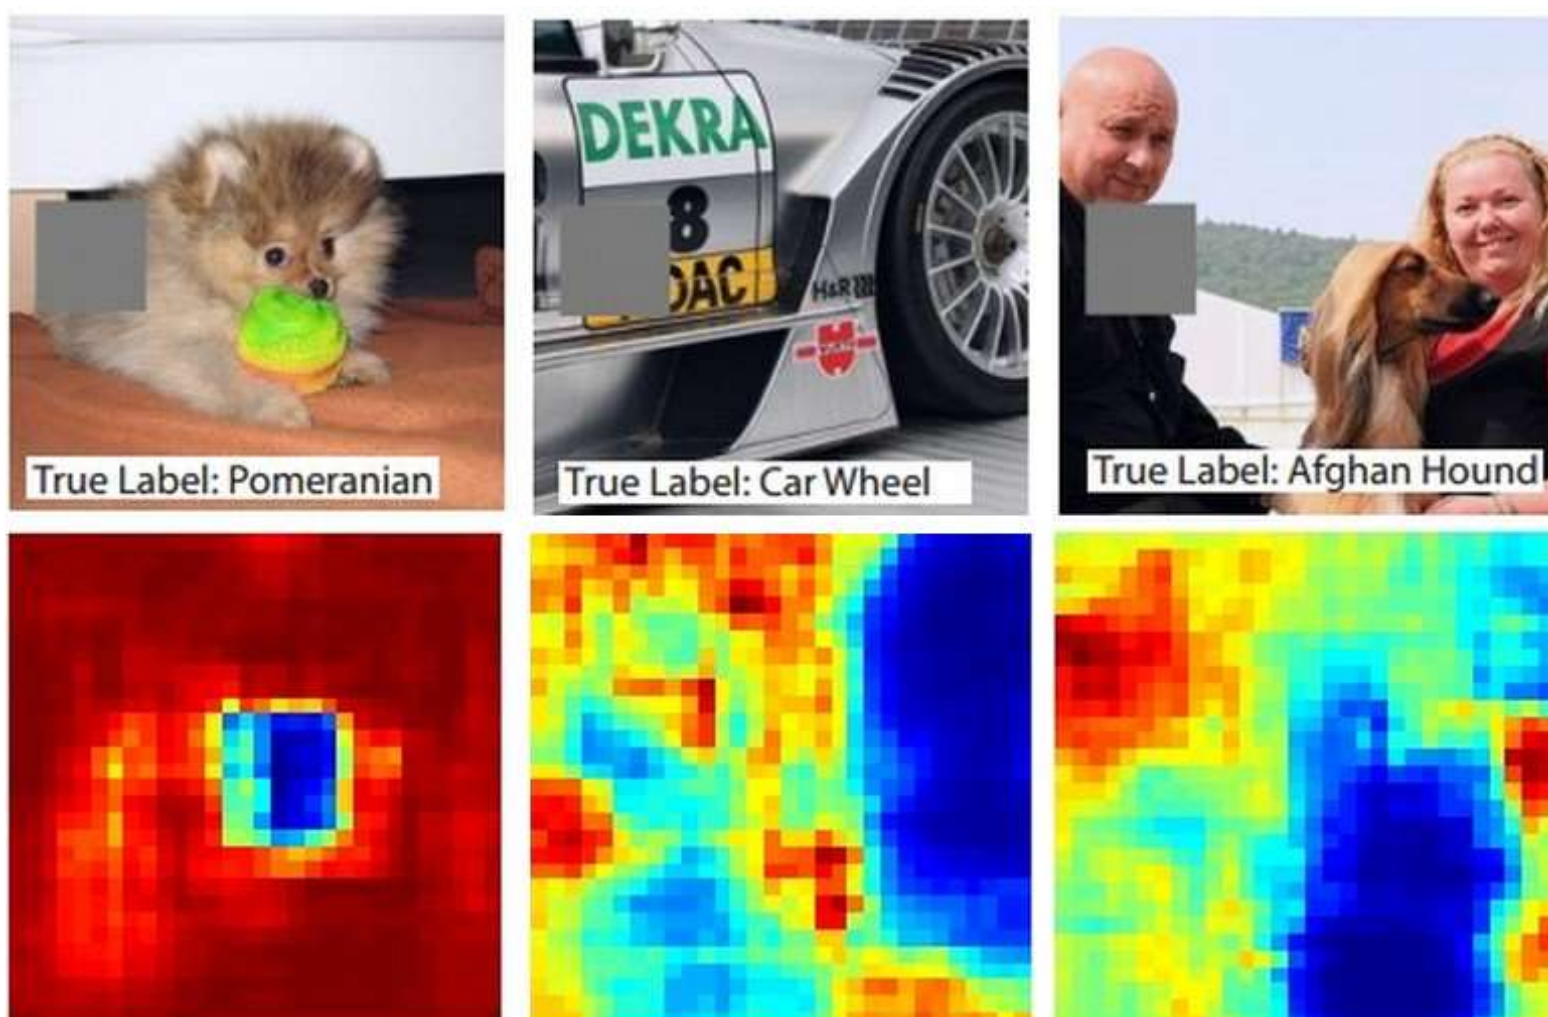 DEKRA
8
DAC
H&R
True Label: Pomeranian
True Label: Car Wheel
True Label: Afghan Hound